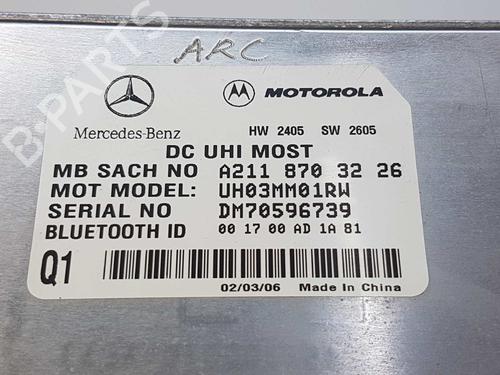 ARC
B-PARTS
Mercedes-Benz
MOTOROLA
HW 2405 SW 2605
DC UHI MOST
MB SACH NO A211 870 32 26
MOT MODEL: UH03MM01RW
SERIAL NO DM70596739
BLUETOOTH ID 00 17 00 AD 1A 81
Q1
02/03/06 Made In China